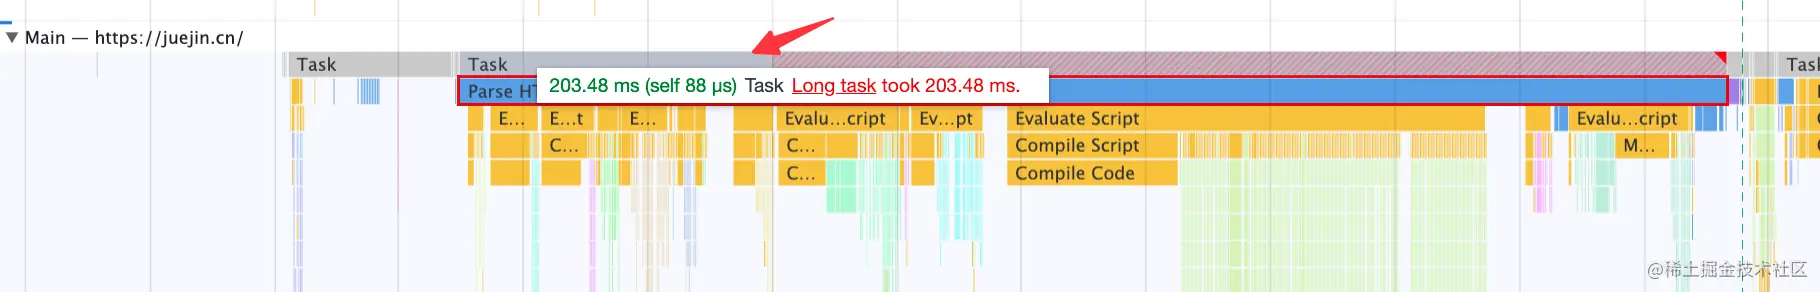 Main — https://juejin.cn/
Task Task Task
203.48 ms (self 88 μs) Task Long task took 203.48 ms.
Parse HT
E... E...t E... Evalu...cript Ev...pt Evaluate Script Evalu...cript
C... C... Compile Script M...
C... Compile Code
@稀土掘金技术社区